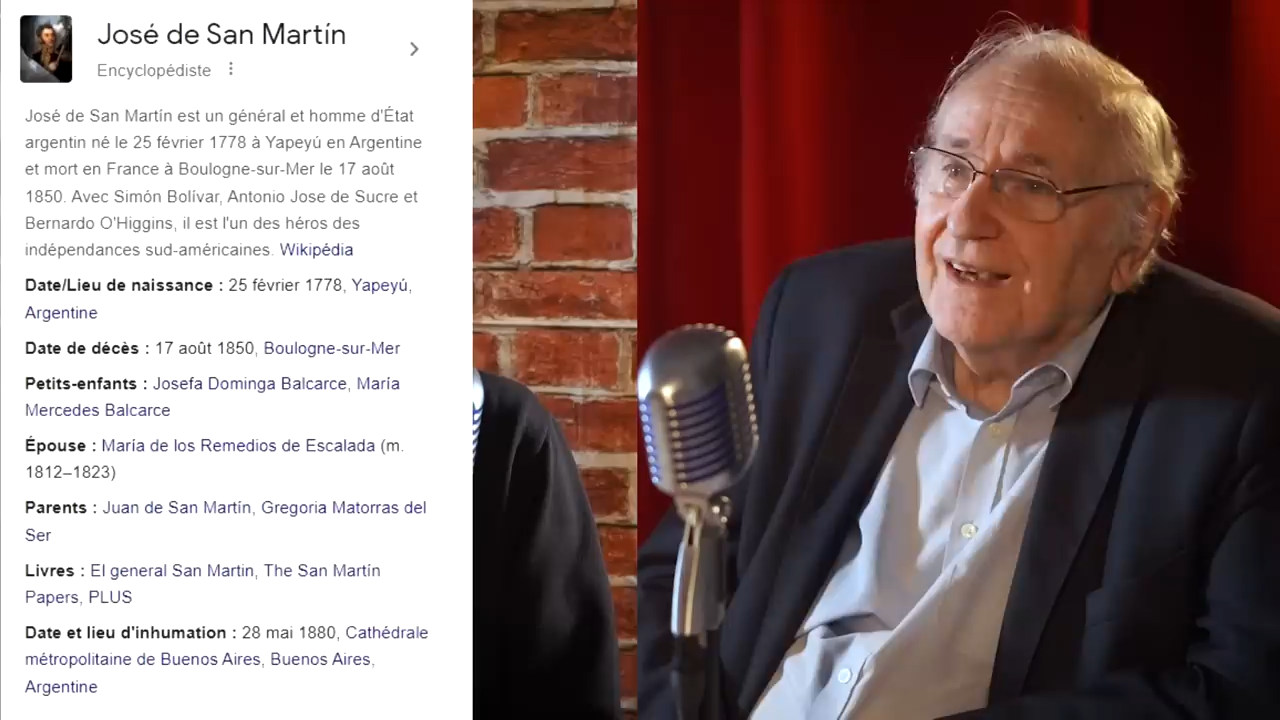 José de San Martín
Encyclopédiste
José de San Martín est un général et homme d'État
argentin né le 25 février 1778 à Yapeyú en Argentine
et mort en France à Boulogne-sur-Mer le 17 août
1850. Avec Simón Bolívar, Antonio Jose de Sucre et
Bernardo O'Higgins, il est l'un des héros des
indépendances sud-américaines. Wikipédia
Date/Lieu de naissance : 25 février 1778, Yapeyú,
Argentine
Date de décès : 17 août 1850, Boulogne-sur-Mer
Petits-enfants : Josefa Dominga Balcarce, María
Mercedes Balcarce
Épouse : María de los Remedios de Escalada (m.
1812–1823)
Parents : Juan de San Martín, Gregoria Matorras del
Ser
Livres : El general San Martin, The San Martín
Papers, PLUS
Date et lieu d'inhumation : 28 mai 1880, Cathédrale
métropolitaine de Buenos Aires, Buenos Aires,
Argentine